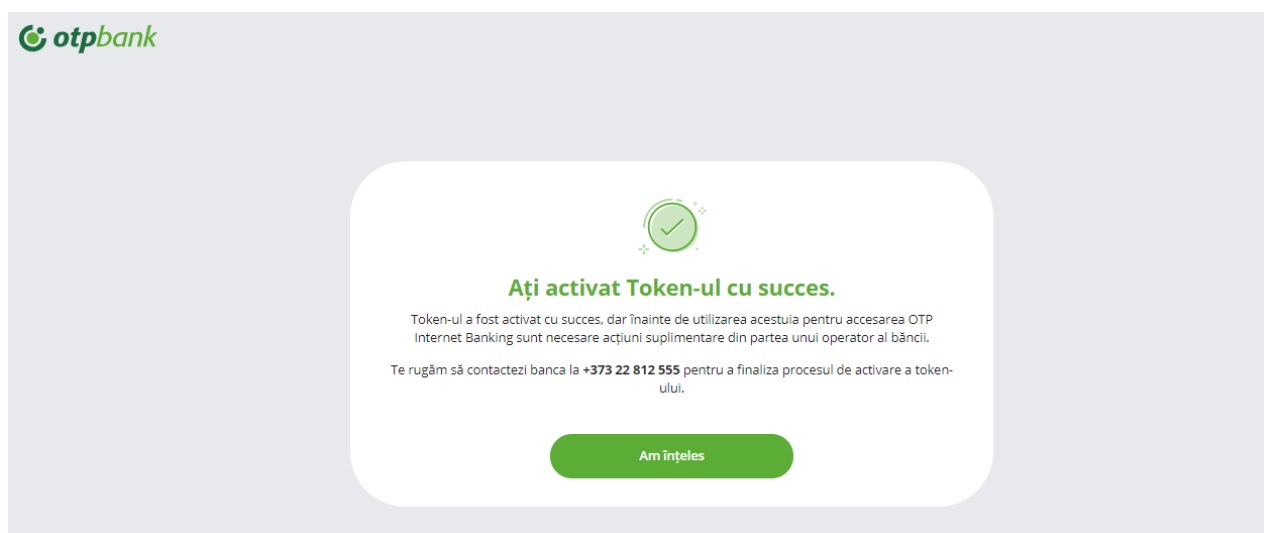 otpbank
Ați activat Token-ul cu succes.
Token-ul a fost activat cu succes, dar înainte de utilizarea acestuia pentru accesarea OTP
Internet Banking sunt necesare acțiuni suplimentare din partea unui operator al băncii.
Te rugăm să contactezi banca la +373 22 812 555 pentru a finaliza procesul de activare a token-
ului.
Am înțeles